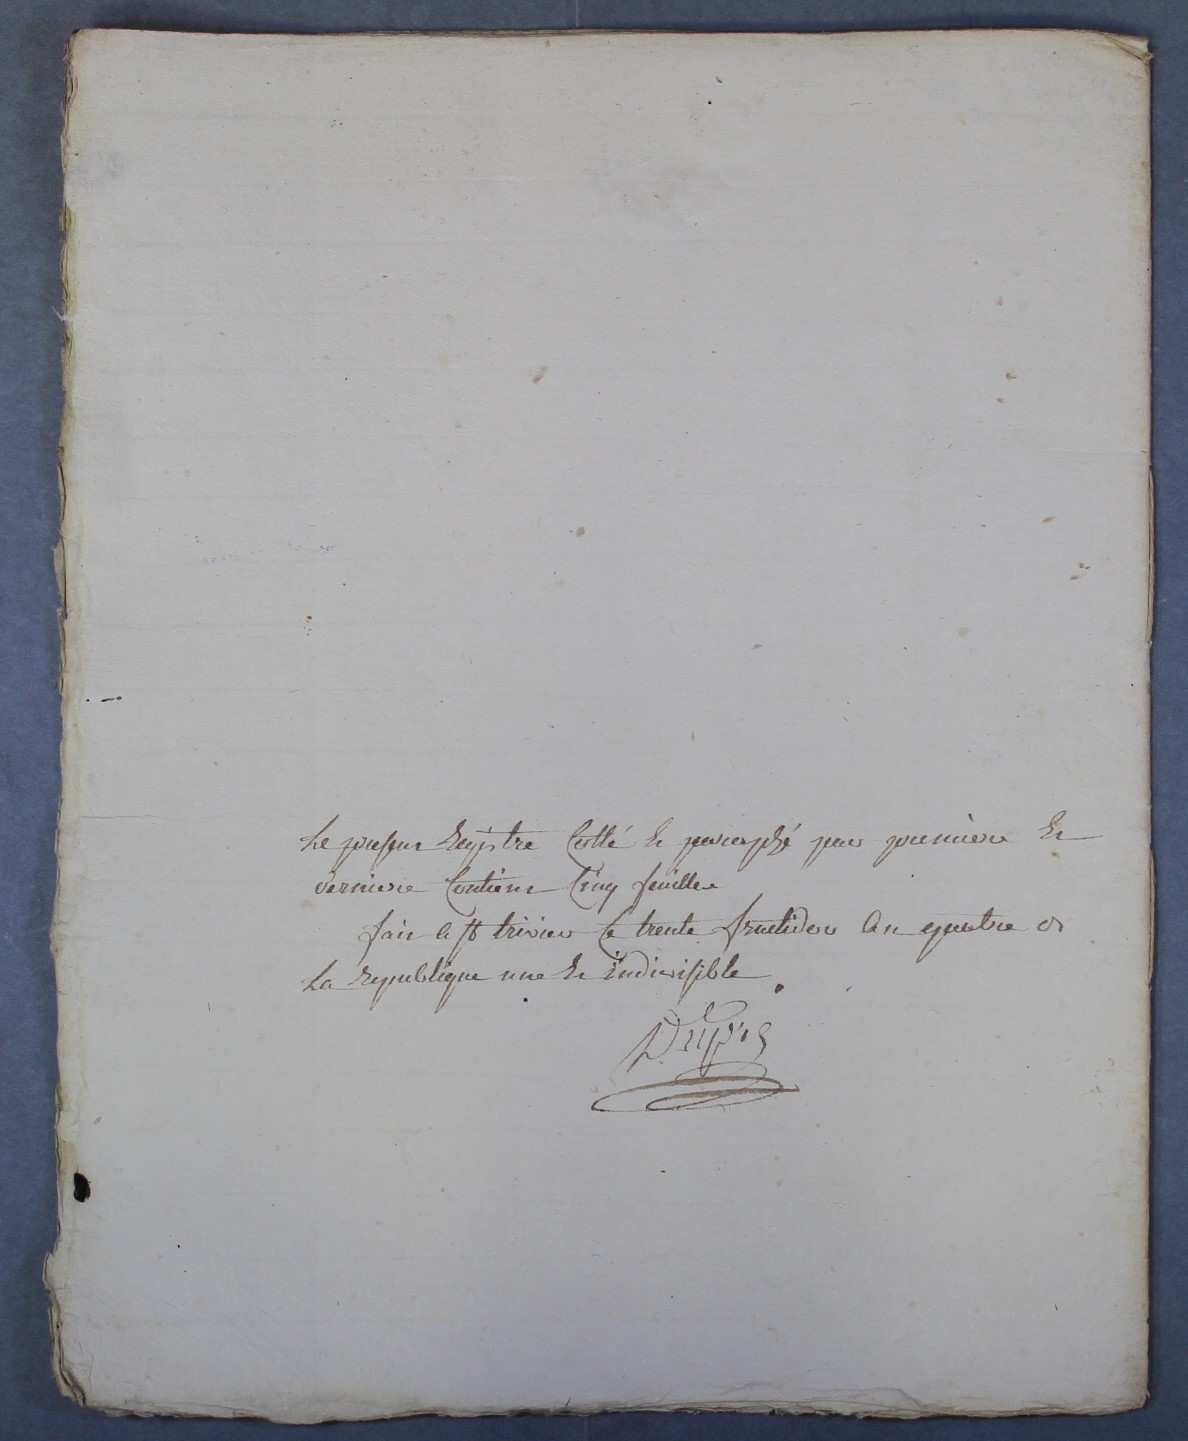 Le present Registre Cotté et paraphé par premiere Et
derniere Contient Cinq feuilles
fait a st trivier le trente fructidor an quatre de
La Republique une Et indivisible